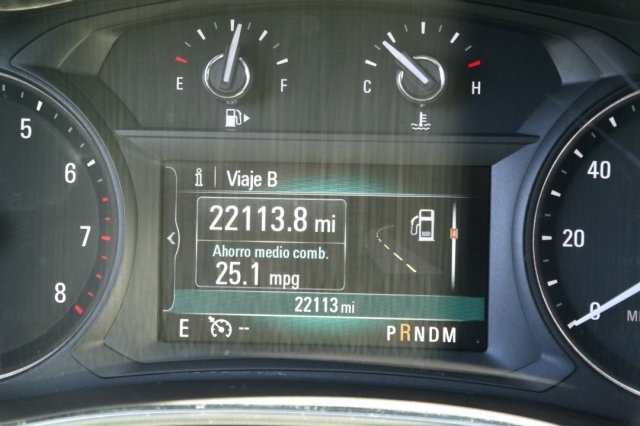 E F
C H
5
6
7
8
i Viaje B
22113.8 mi
Ahorro medio comb.
25.1 mpg
22113 mi
E -- PRNDM
40
20
0